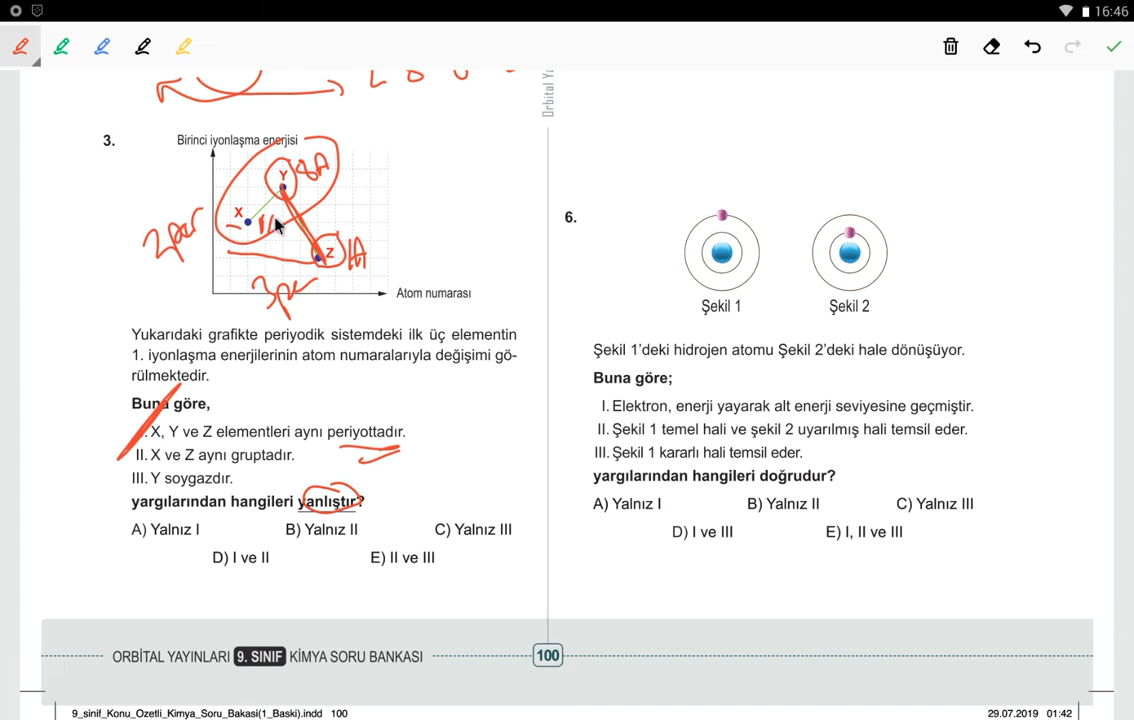 16:46
3.
Birinci iyonlaşma enerjisi
Y
8A
X
1A
Z
1A
2per
3per
Atom numarası
Yukarıdaki grafikte periyodik sistemdeki ilk üç elementin
1. iyonlaşma enerjilerinin atom numaralarıyla değişimi gö-
rülmektedir.
Buna göre,
I. X, Y ve Z elementleri aynı periyottadır.
II. X ve Z aynı gruptadır.
III. Y soygazdır.
yargılarından hangileri yanlıştır?
A) Yalnız I
B) Yalnız II
C) Yalnız III
D) I ve II
E) II ve III
Orbital Ya
6.
Şekil 1
Şekil 2
Şekil 1'deki hidrojen atomu Şekil 2'deki hale dönüşüyor.
Buna göre;
I. Elektron, enerji yayarak alt enerji seviyesine geçmiştir.
II. Şekil 1 temel hali ve şekil 2 uyarılmış hali temsil eder.
III. Şekil 1 kararlı hali temsil eder.
yargılarından hangileri doğrudur?
A) Yalnız I
B) Yalnız II
C) Yalnız III
D) I ve III
E) I, II ve III
ORBİTAL YAYINLARI 9. SINIF KİMYA SORU BANKASI
100
9_sinif_Konu_Ozetli_Kimya_Soru_Bakasi(1_Baski).indd 100
29.07.2019 01:42